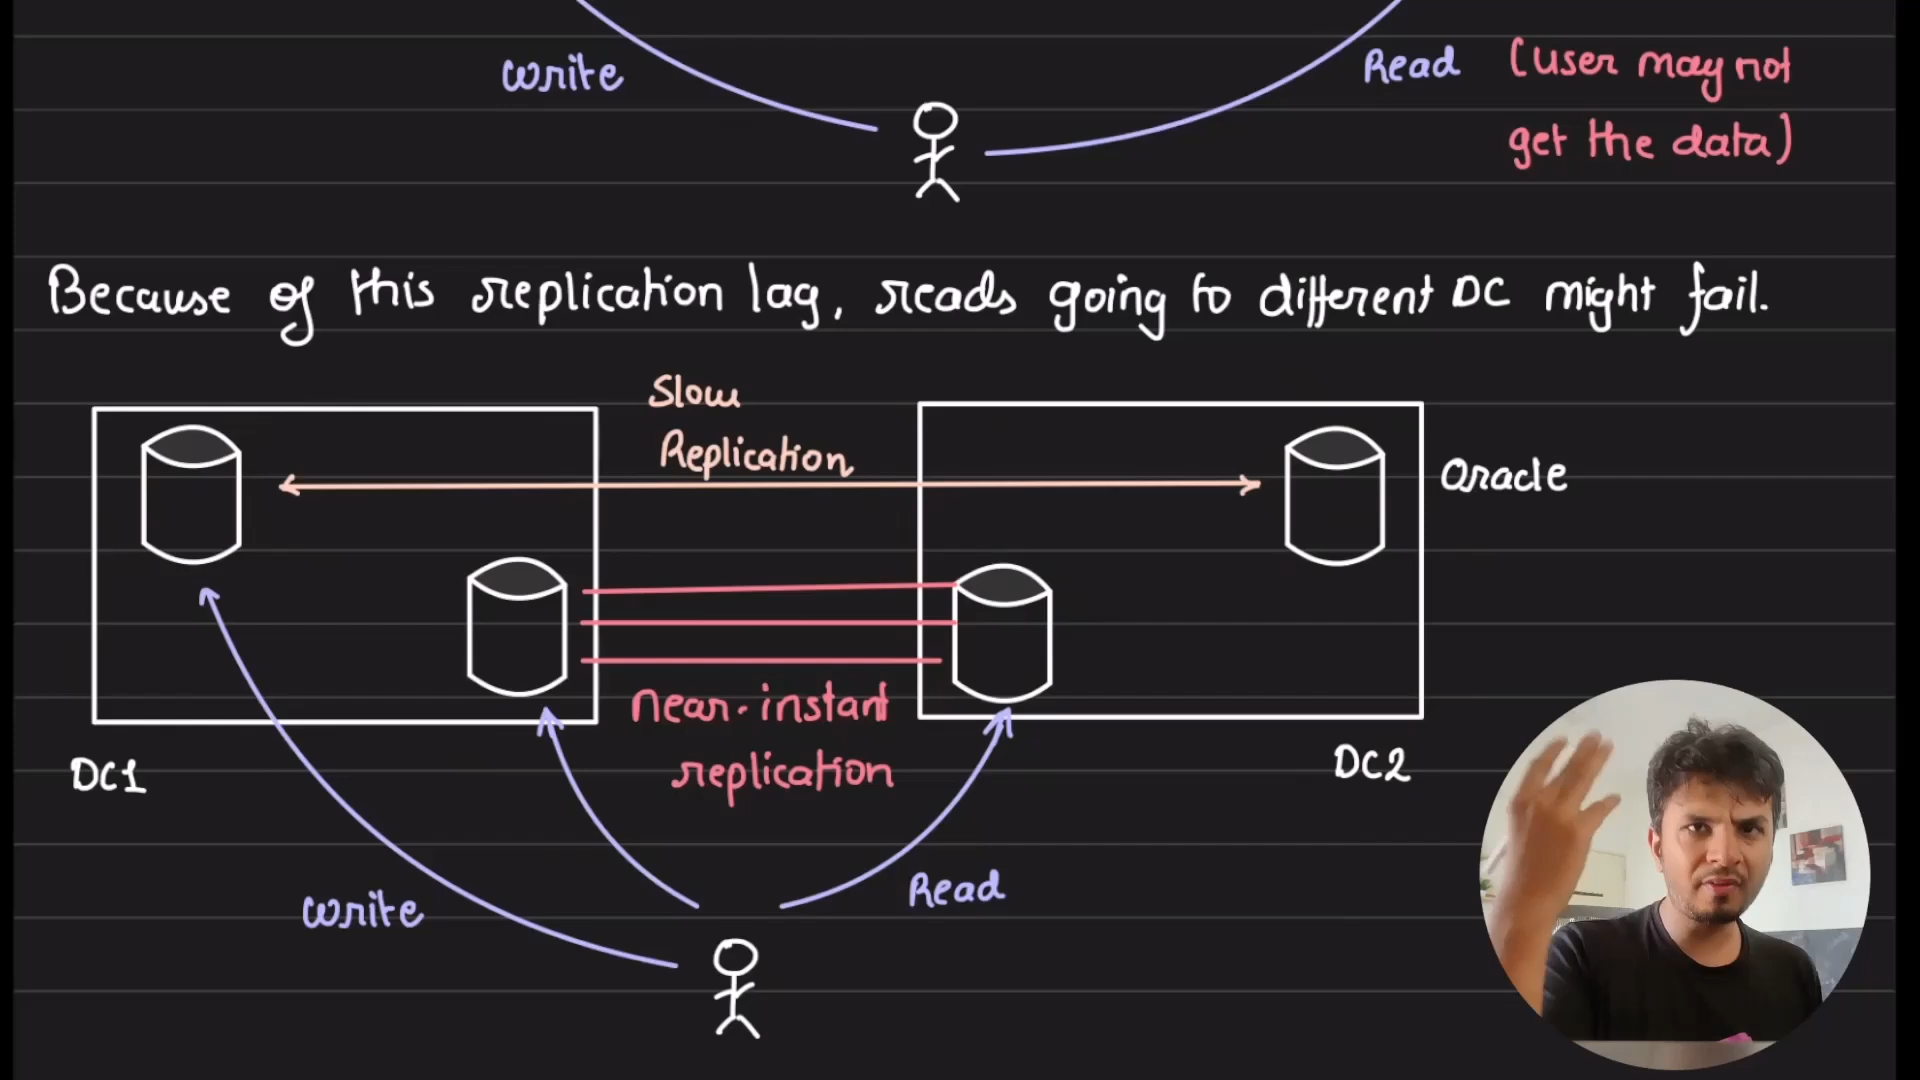 Write
Read (user may not
get the data)
Because of this replication lag, reads going to different DC might fail.
Slow
Replication
Oracle
Near-instant
replication
DC1
DC2
Write
Read